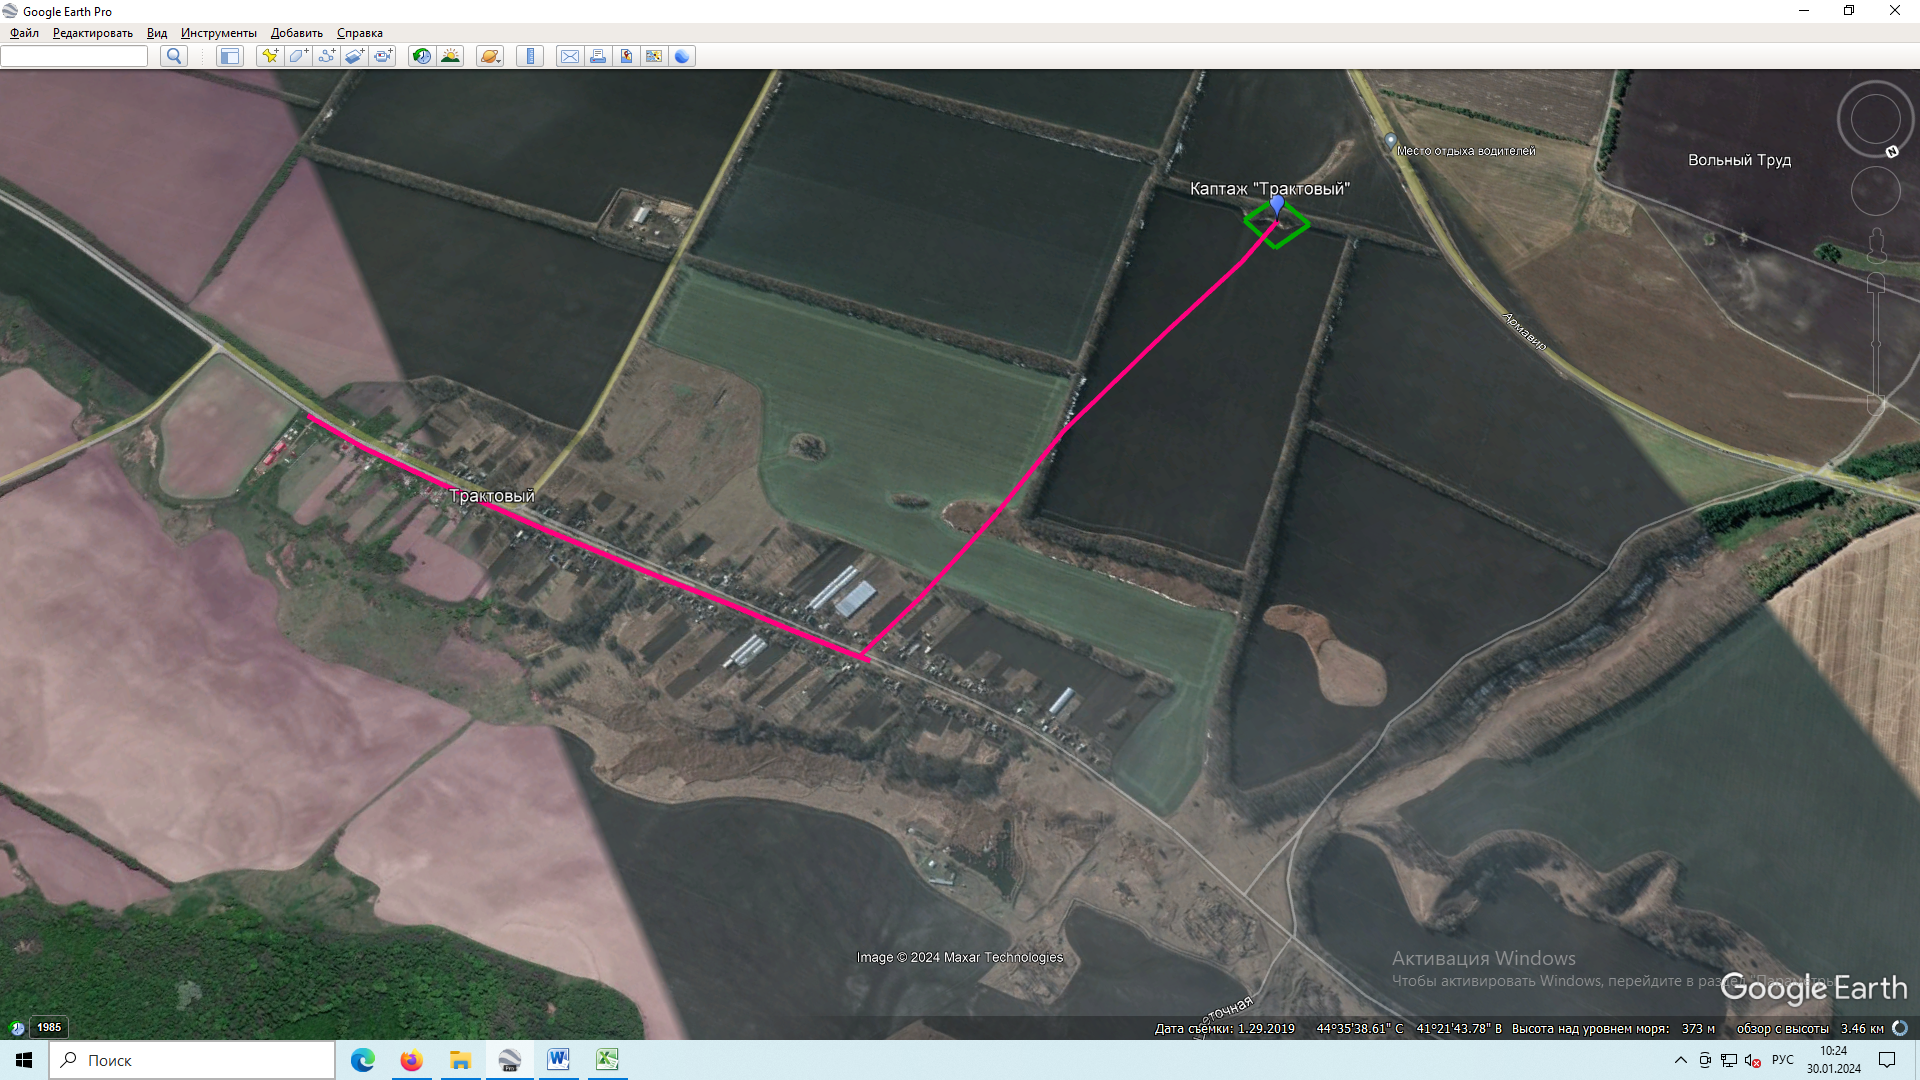 Google Earth Pro
Файл Редактировать Вид Инструменты Добавить Справка
Место отдыха водителей
Вольный Труд
Каптаж "Трактовый"
Армавир
Трактовый
Image © 2024 Maxar Technologies
Активация Windows
Чтобы активировать Windows, перейдите в раздел "Параметры".
Google Earth
1985
Дата съемки: 1.29.2019 44°35'38.61" С 41°21'43.78" В Высота над уровнем моря: 373 м обзор с высоты 3.46 км
Поиск
Pro
РУС
10:24
30.01.2024